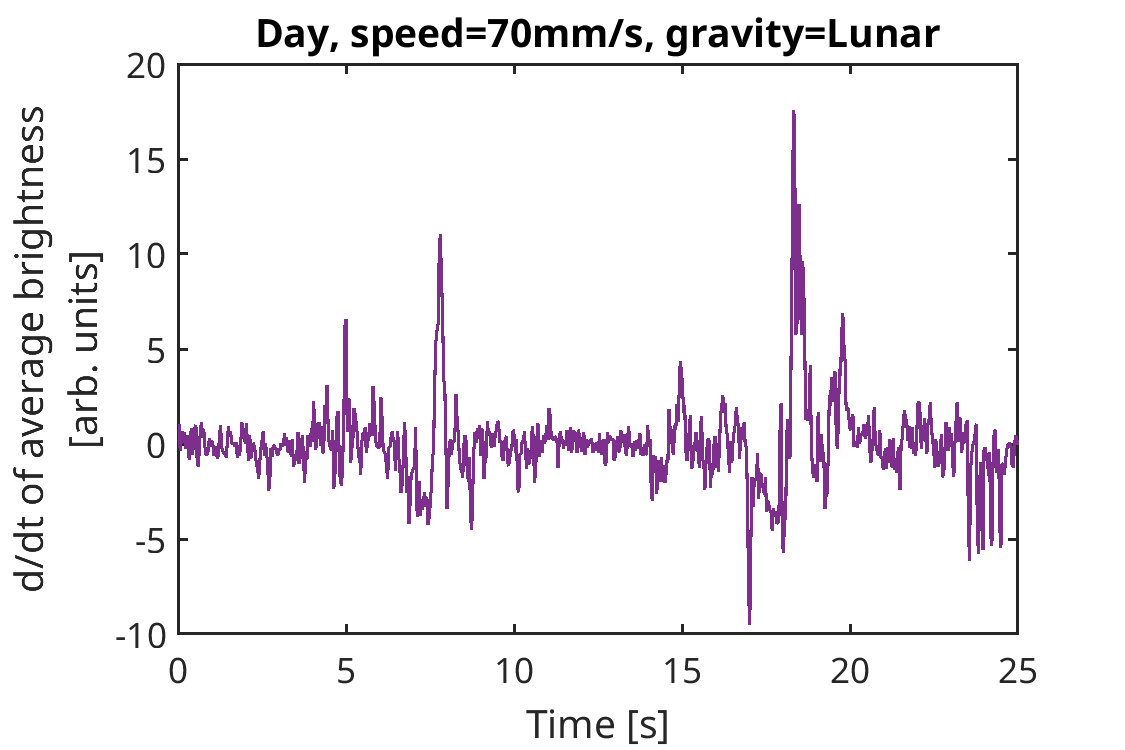 Day, speed=70mm/s, gravity=Lunar
d/dt of average brightness
[arb. units]
20
15
10
5
0
-5
-10
0 5 10 15 20 25
Time [s]